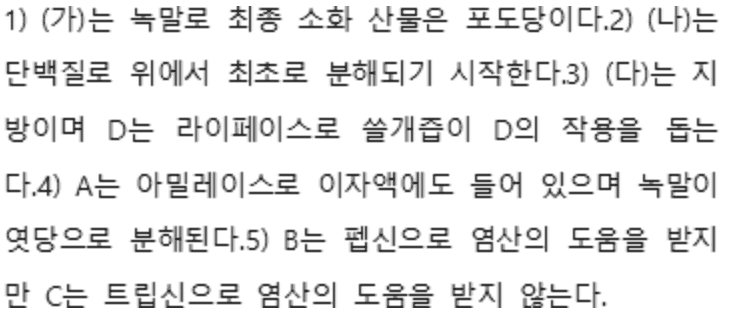 1) (가)는 녹말로 최종 소화 산물은 포도당이다.2) (나)는
단백질로 위에서 최초로 분해되기 시작한다.3) (다)는 지
방이며 D는 라이페이스로 쓸개즙이 D의 작용을 돕는
다.4) A는 아밀레이스로 이자액에도 들어 있으며 녹말이
엿당으로 분해된다.5) B는 펩신으로 염산의 도움을 받지
만 C는 트립신으로 염산의 도움을 받지 않는다.